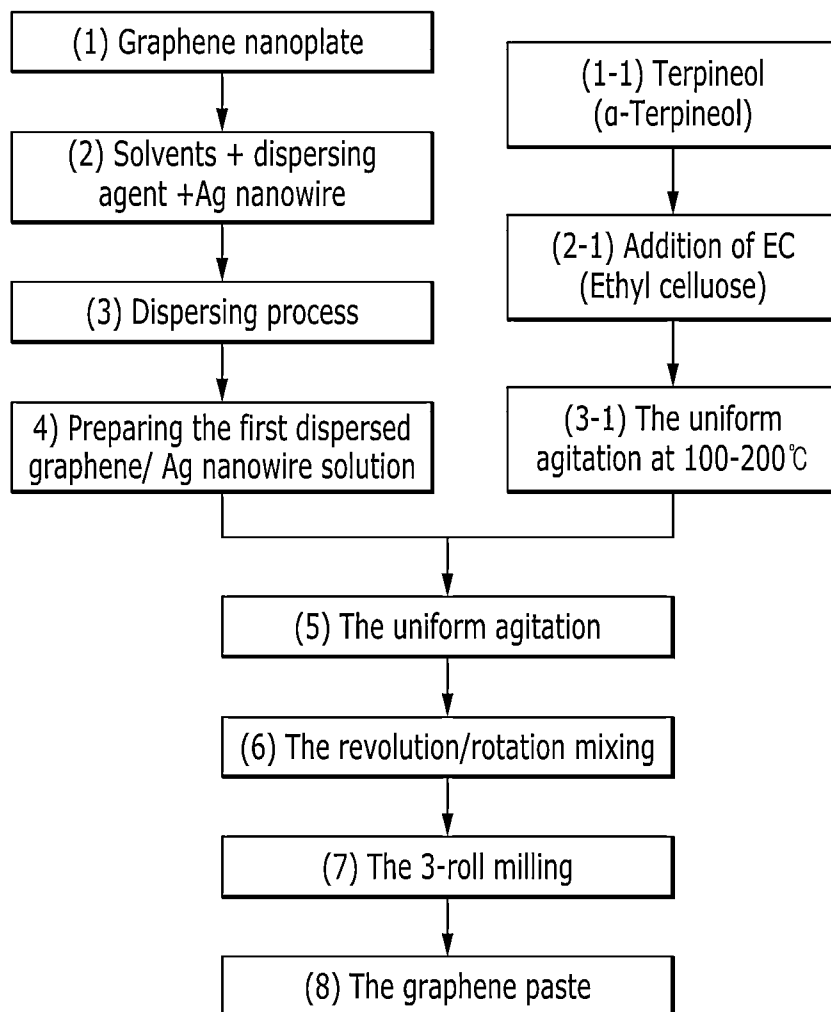 (1) Graphene nanoplate
(2) Solvents + dispersing
agent +Ag nanowire
(3) Dispersing process
4) Preparing the first dispersed
graphene/ Ag nanowire solution
(1-1) Terpineol
(α-Terpineol)
(2-1) Addition of EC
(Ethyl celluose)
(3-1) The uniform
agitation at 100-200℃
(5) The uniform agitation
(6) The revolution/rotation mixing
(7) The 3-roll milling
(8) The graphene paste